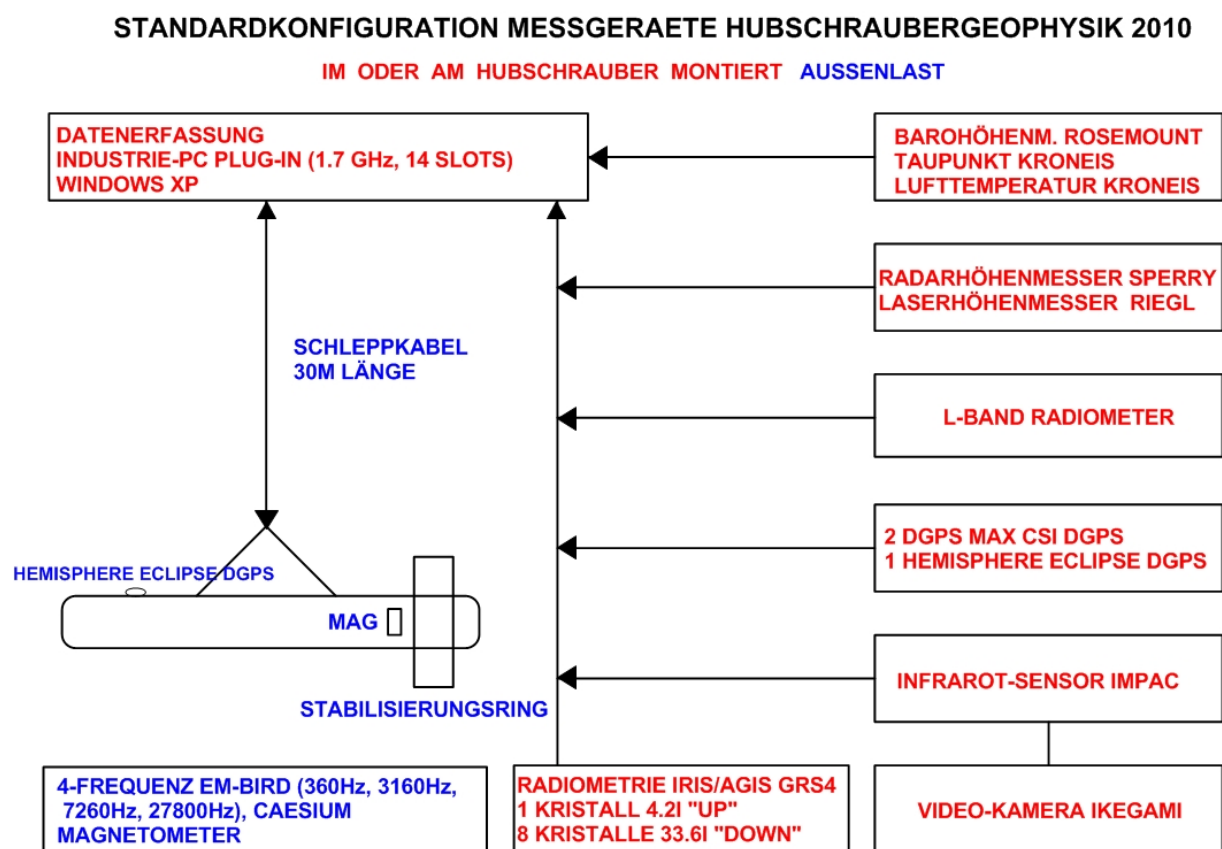 STANDARDKONFIGURATION MESSGERAETE HUBSCHRAUBERGEOPHYSIK 2010
IM ODER AM HUBSCHRAUBER MONTIERT AUSSENLAST
DATENERFASSUNG
INDUSTRIE-PC PLUG-IN (1.7 GHz, 14 SLOTS)
WINDOWS XP
BAROHÖHENM. ROSEMOUNT
TAUPUNKT KRONEIS
LUFTTEMPERATUR KRONEIS
RADARHÖHENMESSER SPERRY
LASERHÖHENMESSER RIEGL
SCHLEPPKABEL
30M LÄNGE
L-BAND RADIOMETER
2 DGPS MAX CSI DGPS
1 HEMISPHERE ECLIPSE DGPS
HEMISPHERE ECLIPSE DGPS
MAG
STABILISIERUNGSRING
INFRAROT-SENSOR IMPAC
4-FREQUENZ EM-BIRD (360Hz, 3160Hz,
7260Hz, 27800Hz), CAESIUM
MAGNETOMETER
RADIOMETRIE IRIS/AGIS GRS4
1 KRISTALL 4.2l "UP"
8 KRISTALLE 33.6l "DOWN"
VIDEO-KAMERA IKEGAMI